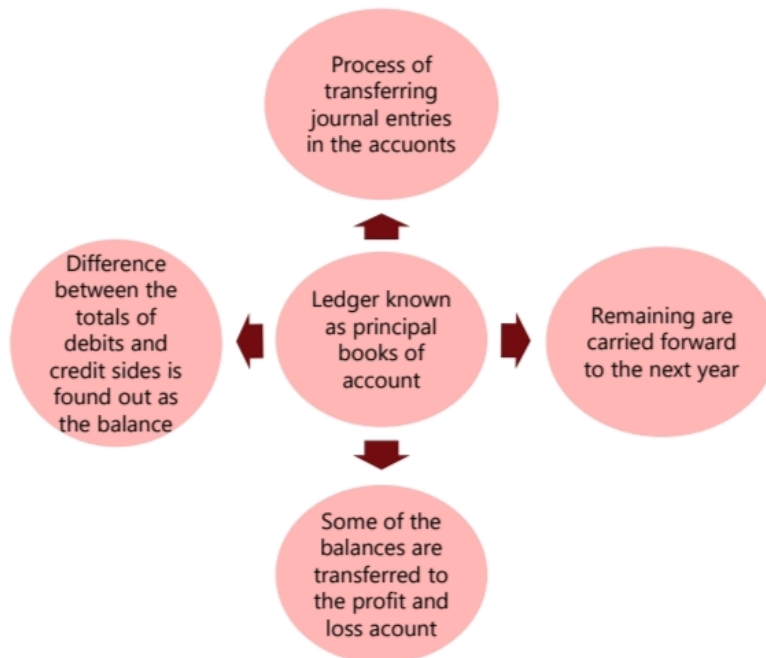 Process of
transferring
journal entries
in the accuonts
Difference
between the
totals of
debits and
credit sides is
found out as
the balance
Ledger known
as principal
books of
account
Remaining are
carried forward
to the next year
Some of the
balances are
transferred to
the profit and
loss acount